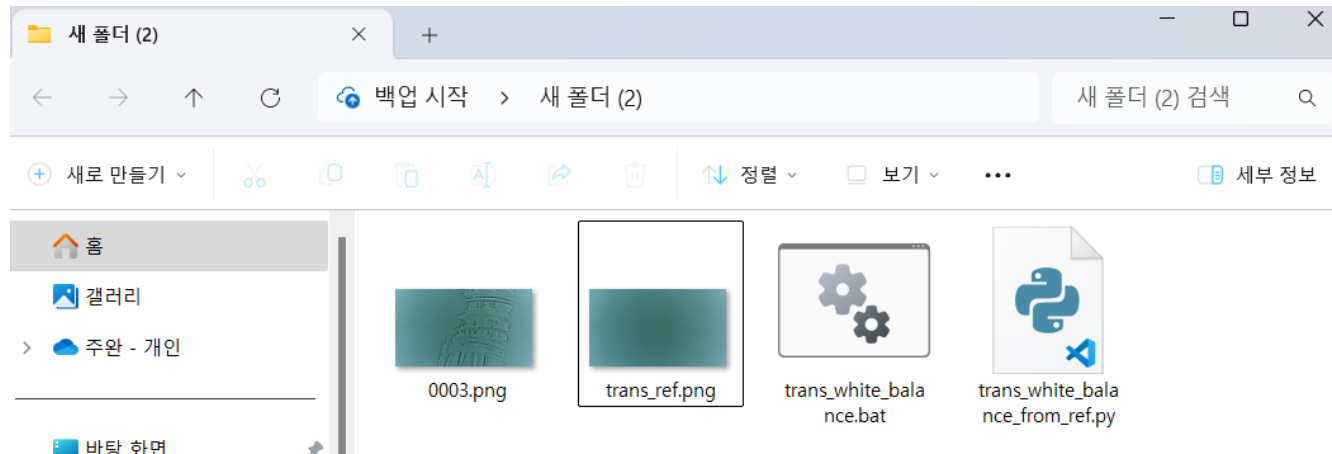 새 폴더 (2)
백업 시작 > 새 폴더 (2)
새 폴더 (2) 검색
새로 만들기
정렬
보기
세부 정보
홈
갤러리
주완 - 개인
바탕 화면
0003.png
trans_ref.png
trans_white_bala
nce.bat
trans_white_bala
nce_from_ref.py